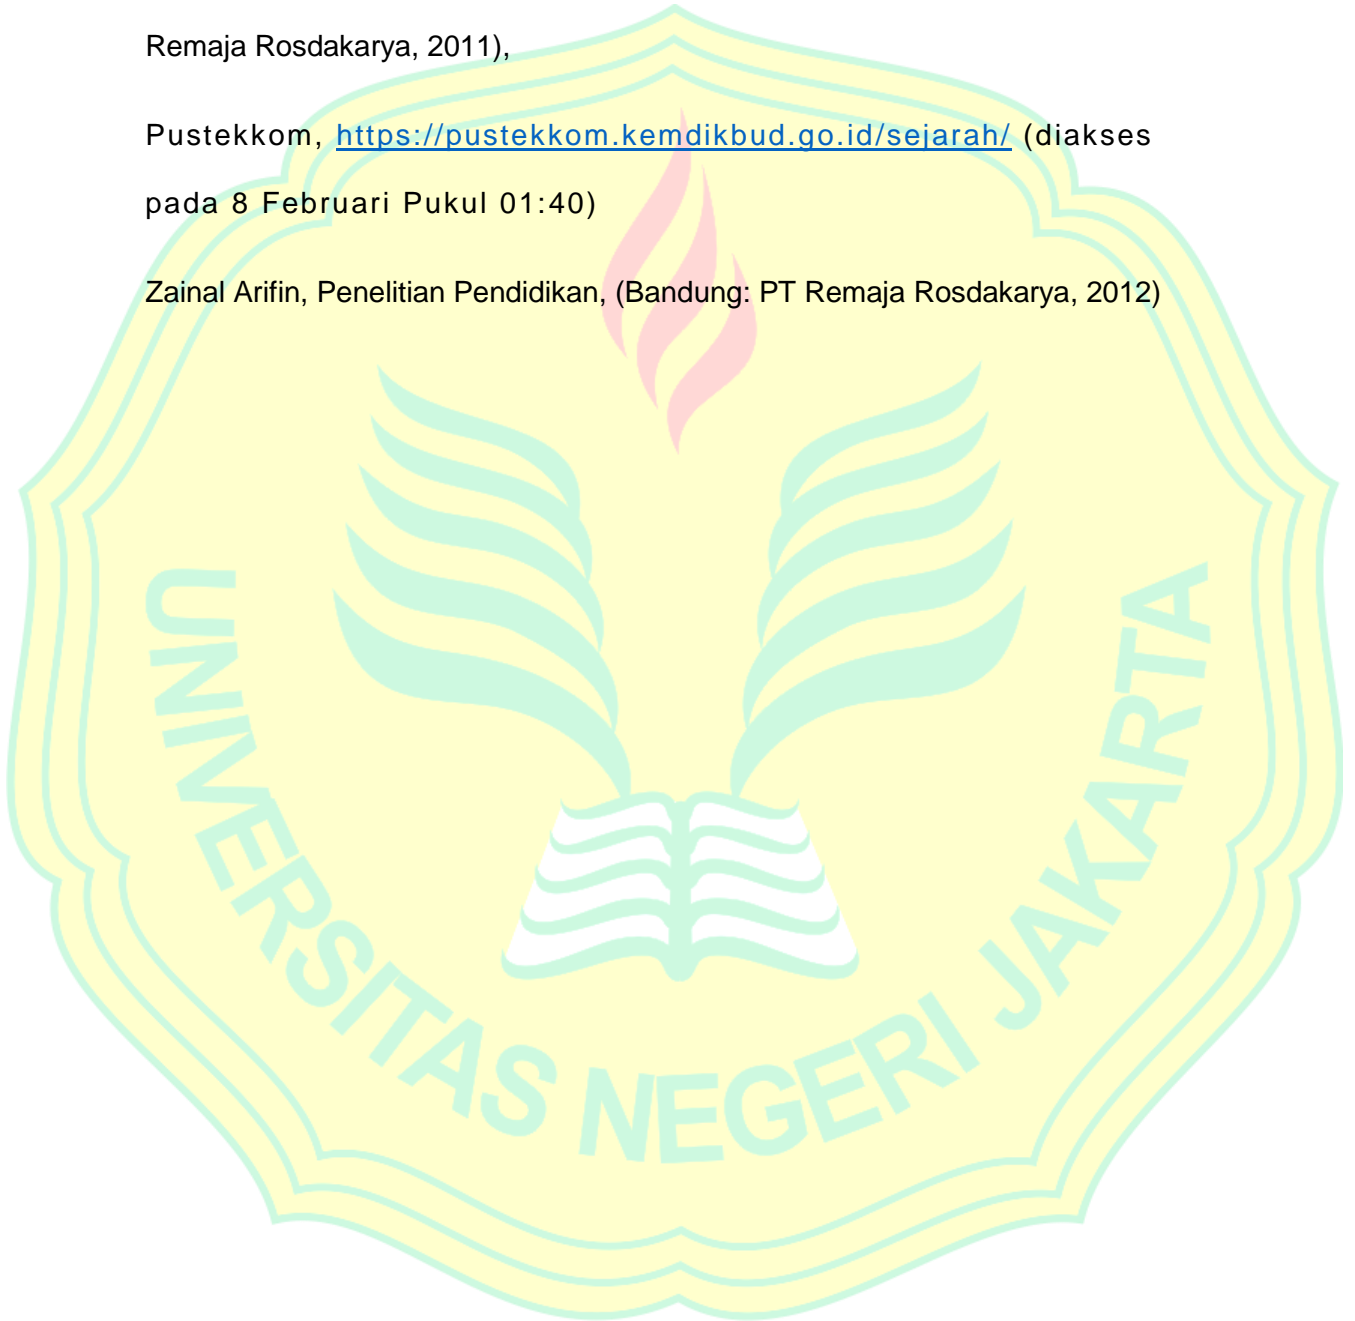 Remaja Rosdakarya, 2011),
Pustekkom, https://pustekkom.kemdikbud.go.id/sejarah/ (diakses
pada 8 Februari Pukul 01:40)
Zainal Arifin, Penelitian Pendidikan, (Bandung: PT Remaja Rosdakarya, 2012)
UNIVERSITAS NEGERI JAKARTA